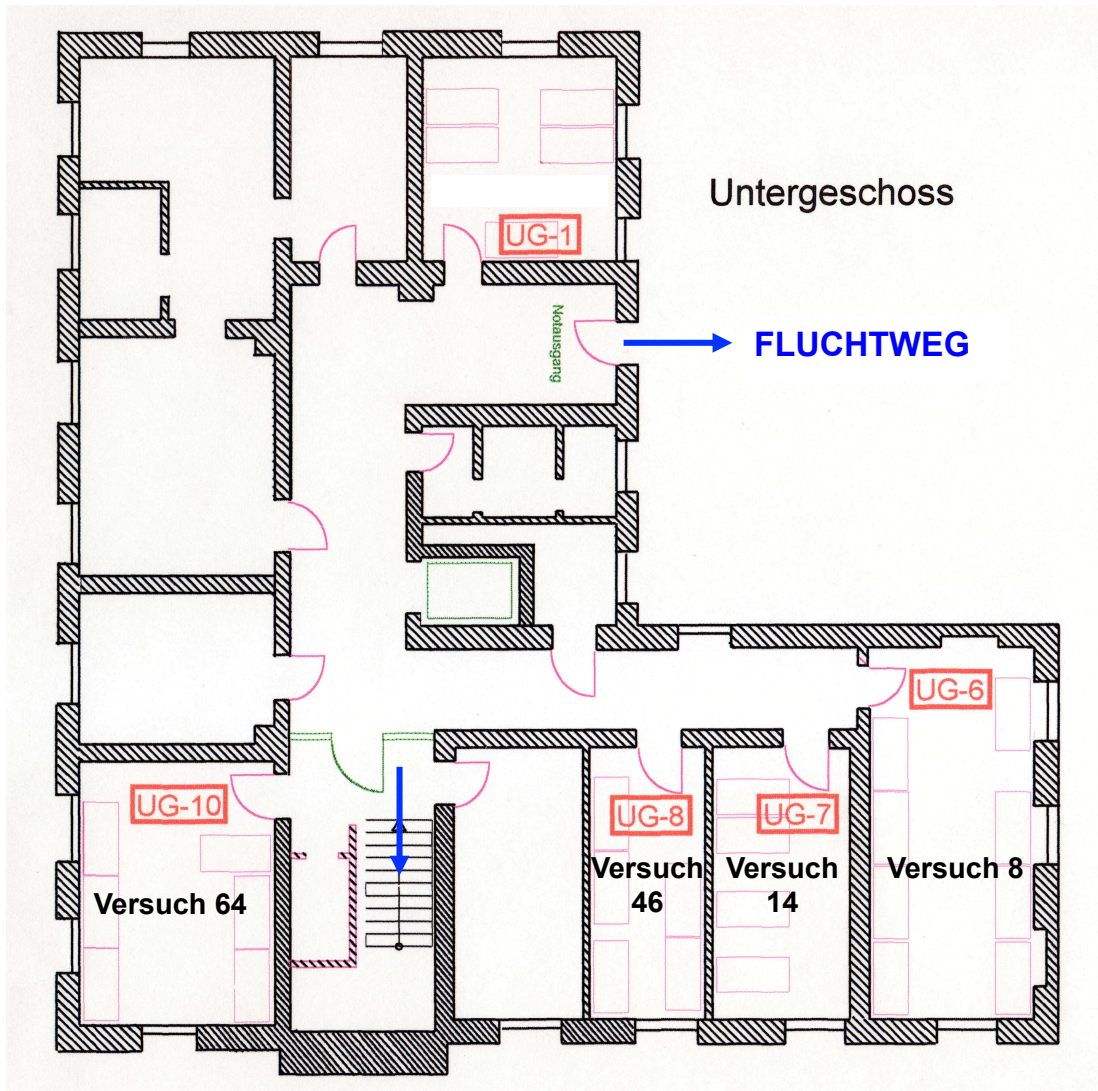 Untergeschoss
UG-1
Notausgang
FLUCHTWEG
UG-6
UG-10
UG-8
UG-7
Versuch 64
Versuch
46
Versuch
14
Versuch 8